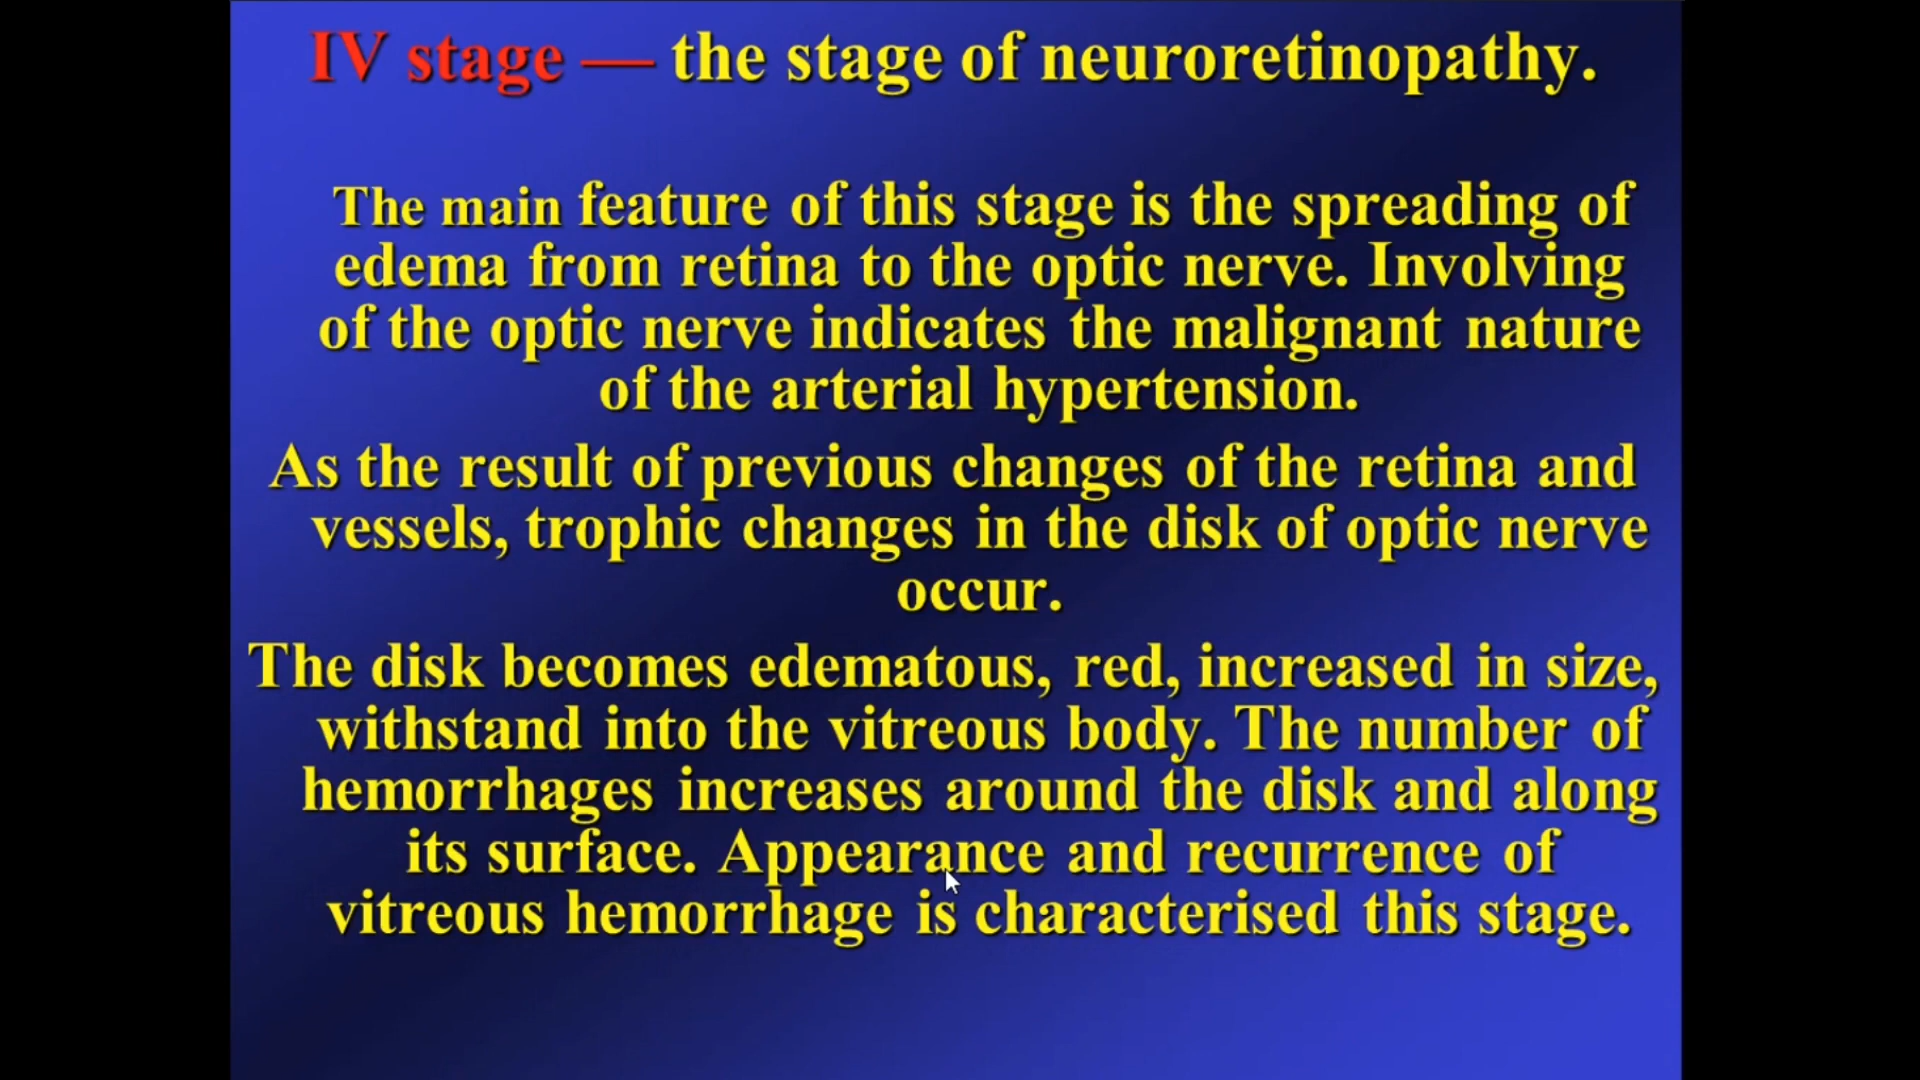 IV stage — the stage of neuroretinopathy.
The main feature of this stage is the spreading of
edema from retina to the optic nerve. Involving
of the optic nerve indicates the malignant nature
of the arterial hypertension.
As the result of previous changes of the retina and
vessels, trophic changes in the disk of optic nerve
occur.
The disk becomes edematous, red, increased in size,
withstand into the vitreous body. The number of
hemorrhages increases around the disk and along
its surface. Appearance and recurrence of
vitreous hemorrhage is characterised this stage.